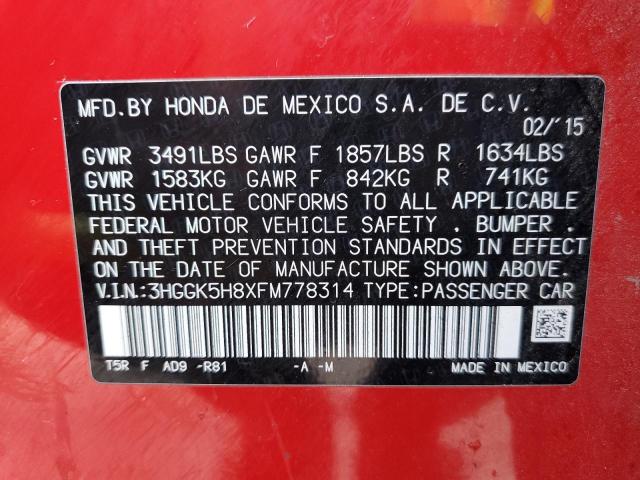 MFD.BY HONDA DE MEXICO S.A. DE C.V.
02/'15
GVWR 3491LBS GAWR F 1857LBS R 1634LBS
GVWR 1583KG GAWR F 842KG R 741KG
THIS VEHICLE CONFORMS TO ALL APPLICABLE
FEDERAL MOTOR VEHICLE SAFETY . BUMPER .
AND THEFT PREVENTION STANDARDS IN EFFECT
ON THE DATE OF MANUFACTURE SHOWN ABOVE.
V.I.N.:3HGGK5H8XFM778314 TYPE:PASSENGER CAR
T5R F AD9 -R81 -A -M MADE IN MEXICO